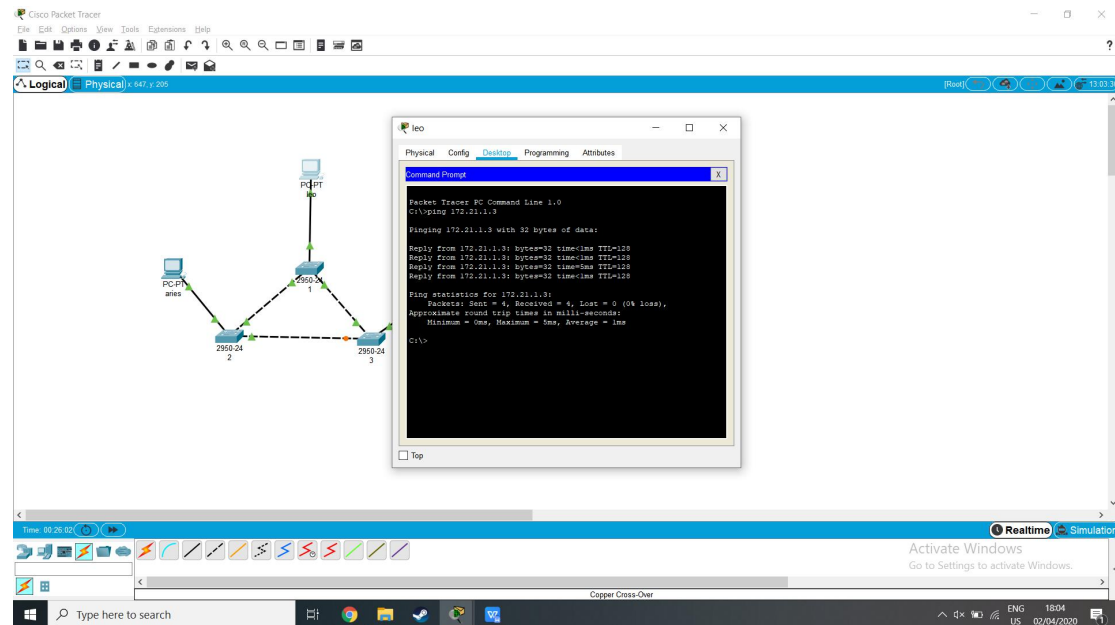 Cisco Packet Tracer
File Edit Options View Tools Extensions Help
?
Logical Physical x: 647, y: 205 [Root] 13.03.30
leo
Physical Config Desktop Programming Attributes
Command Prompt X
Packet Tracer PC Command Line 1.0
C:\>ping 172.21.1.3
Pinging 172.21.1.3 with 32 bytes of data:
Reply from 172.21.1.3: bytes=32 time<1ms TTL=128
Reply from 172.21.1.3: bytes=32 time<1ms TTL=128
Reply from 172.21.1.3: bytes=32 time=5ms TTL=128
Reply from 172.21.1.3: bytes=32 time<1ms TTL=128
Ping statistics for 172.21.1.3:
Packets: Sent = 4, Received = 4, Lost = 0 (0% loss),
Approximate round trip times in milli-seconds:
Minimum = 0ms, Maximum = 5ms, Average = 1ms
C:\>
Top
PC-PT
leo
PC-PT
aries
2950-24
1
2950-24
2
2950-24
3
Time: 00:26:02 Realtime Simulation
Activate Windows
Go to Settings to activate Windows.
Copper Cross-Over
Type here to search
ENG
US
18:04
02/04/2020